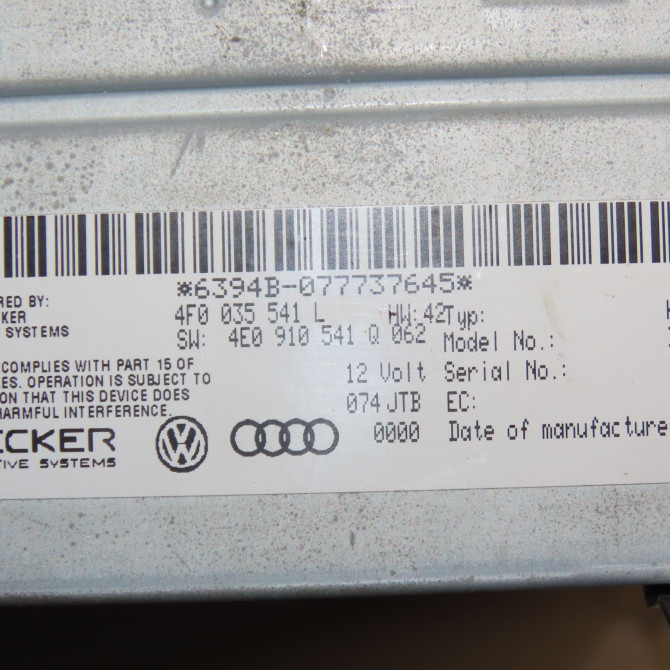 *6394B-077737645*
RED BY:
KER
SYSTEMS
4F0 035 541 L HW:42
SW: 4E0 910 541 Q 062
COMPLIES WITH PART 15 OF
ES. OPERATION IS SUBJECT TO
ON THAT THIS DEVICE DOES
HARMFUL INTERFERENCE.
12 Volt
074 JTB
0000
Typ:
Model No.:
Serial No.:
EC:
Date of manufacture
ECKER
TIVE SYSTEMS